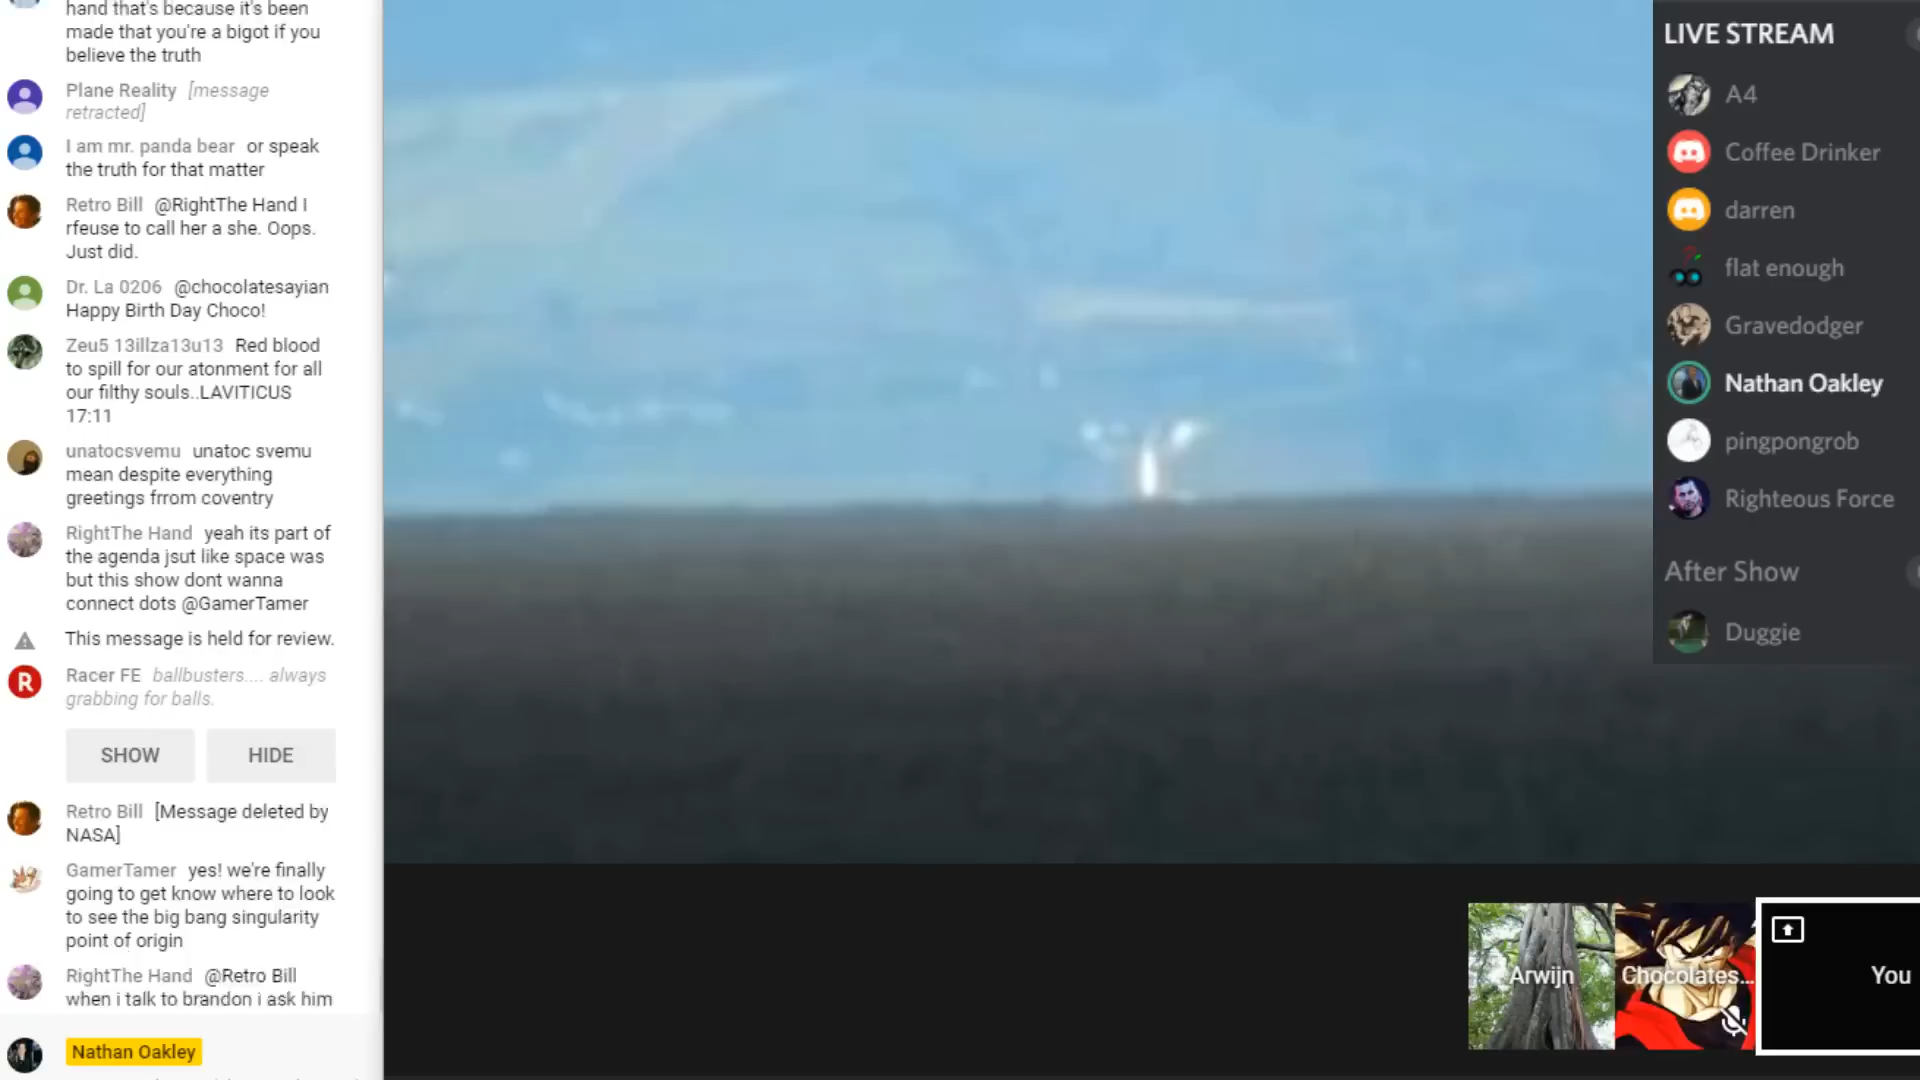 hand that's because it's been
made that you're a bigot if you
believe the truth
Plane Reality [message
retracted]
I am mr. panda bear or speak
the truth for that matter
Retro Bill @RightThe Hand I
rfeuse to call her a she. Oops.
Just did.
Dr. La 0206 @chocolatesayian
Happy Birth Day Choco!
Zeu5 13illza13u13 Red blood
to spill for our atonment for all
our filthy souls..LAVITICUS
17:11
unatocsvemu unatoc svemu
mean despite everything
greetings frrom coventry
RightThe Hand yeah its part of
the agenda jsut like space was
but this show dont wanna
connect dots @GamerTamer
This message is held for review.
R
Racer FE ballbusters.... always
grabbing for balls.
SHOW HIDE
Retro Bill [Message deleted by
NASA]
GamerTamer yes! we're finally
going to get know where to look
to see the big bang singularity
point of origin
RightThe Hand @Retro Bill
when i talk to brandon i ask him
Nathan Oakley
LIVE STREAM
A4
Coffee Drinker
darren
flat enough
Gravedodger
Nathan Oakley
pingpongrob
Righteous Force
After Show
Duggie
Arwijn
Chocolates...
You